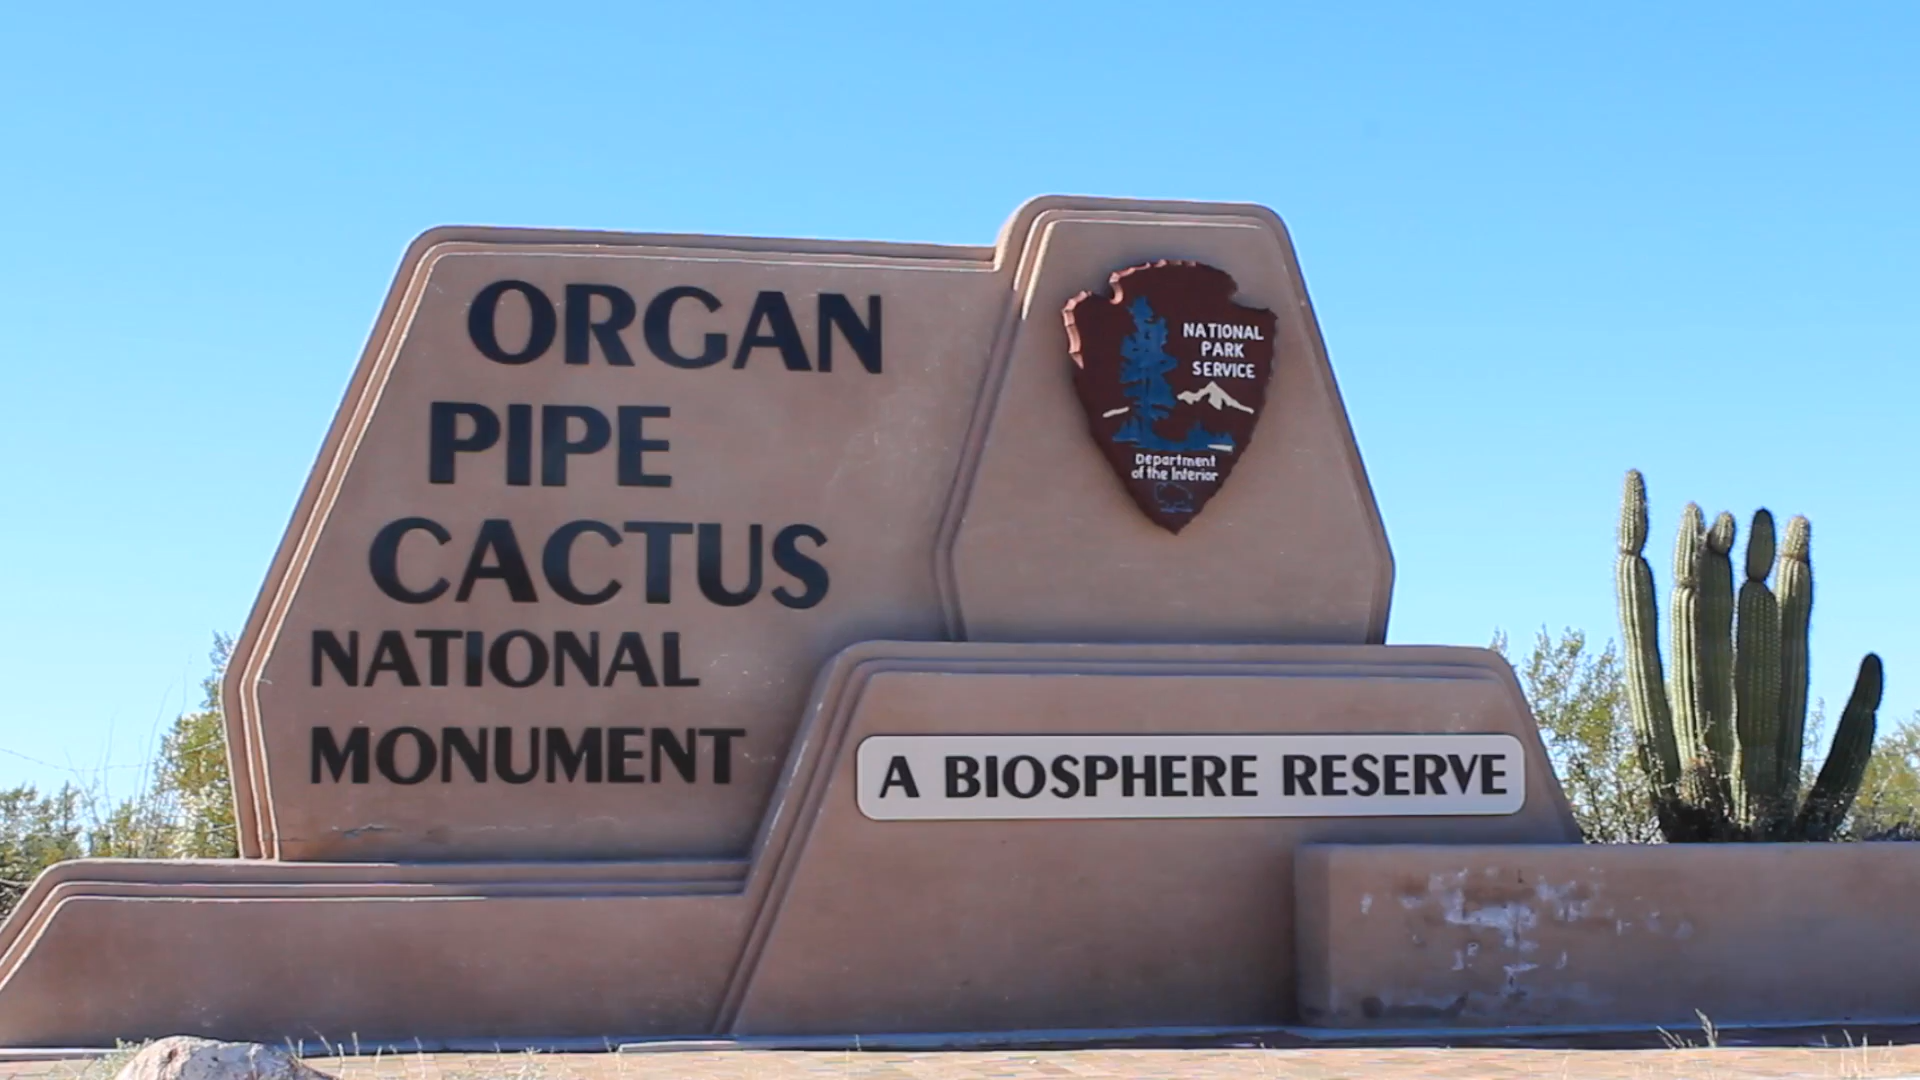 ORGAN
PIPE
CACTUS
NATIONAL
MONUMENT
NATIONAL
PARK
SERVICE
Department
of the Interior
A BIOSPHERE RESERVE